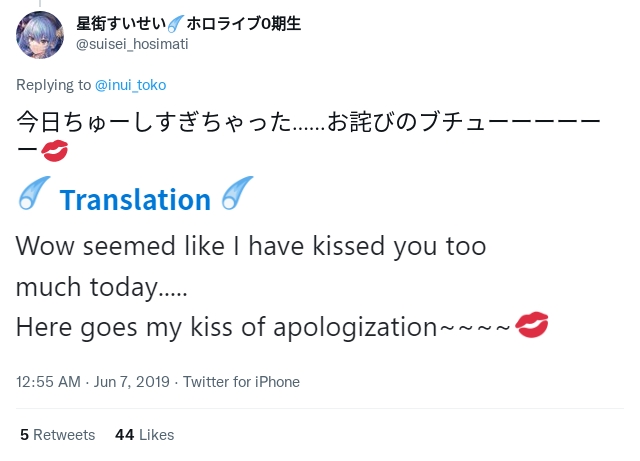 星街すいせい☄️ホロライブ0期生
@suisei_hosimati
Replying to @inui_toko
今日ちゅーしすぎちゃった......お詫びのブチューーーーー
ー💋
☄️ Translation ☄️
Wow seemed like I have kissed you too
much today.....
Here goes my kiss of apologization~~~~💋
12:55 AM · Jun 7, 2019 · Twitter for iPhone
5 Retweets 44 Likes